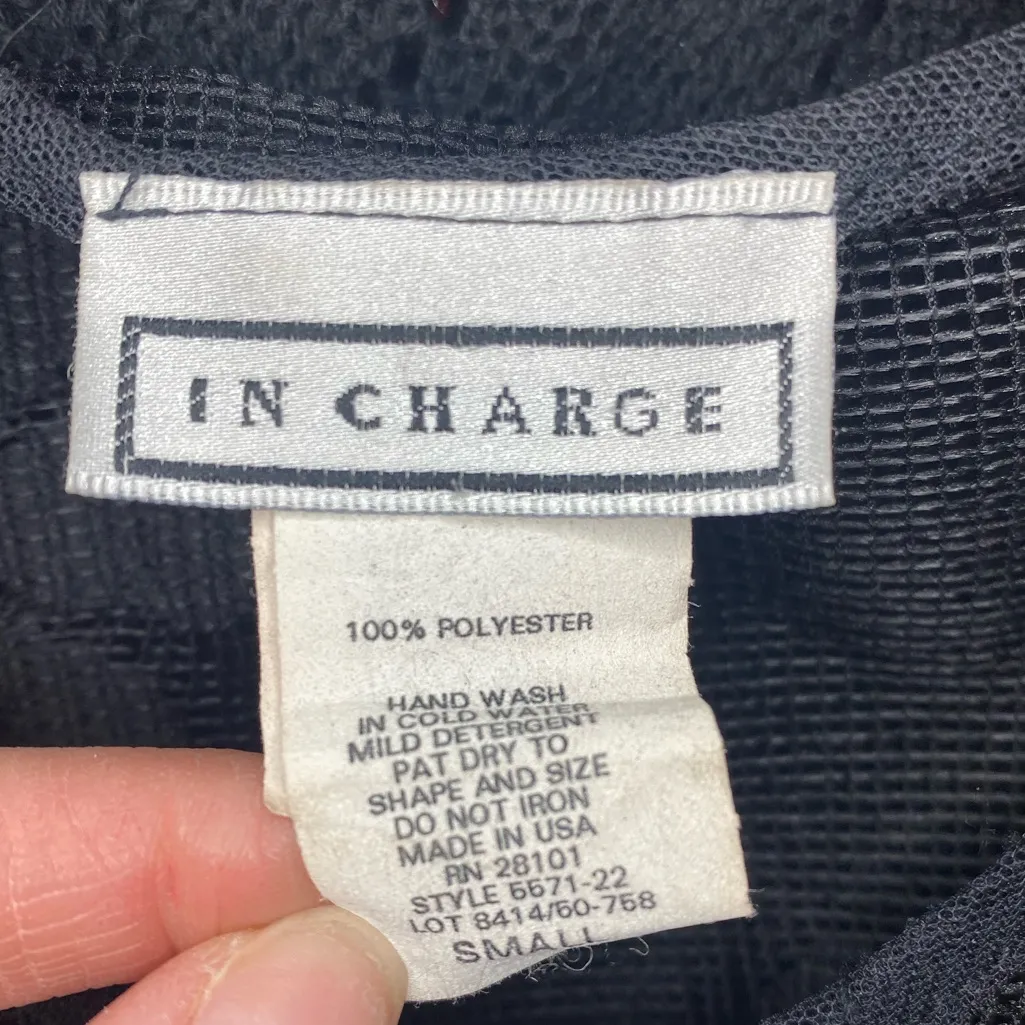 IN CHARGE
100% POLYESTER
HAND WASH
IN COLD WATER
MILD DETERGENT
PAT DRY TO
SHAPE AND SIZE
DO NOT IRON
MADE IN USA
RN 28101
STYLE 5571-22
LOT 8414/50-758
SMALL